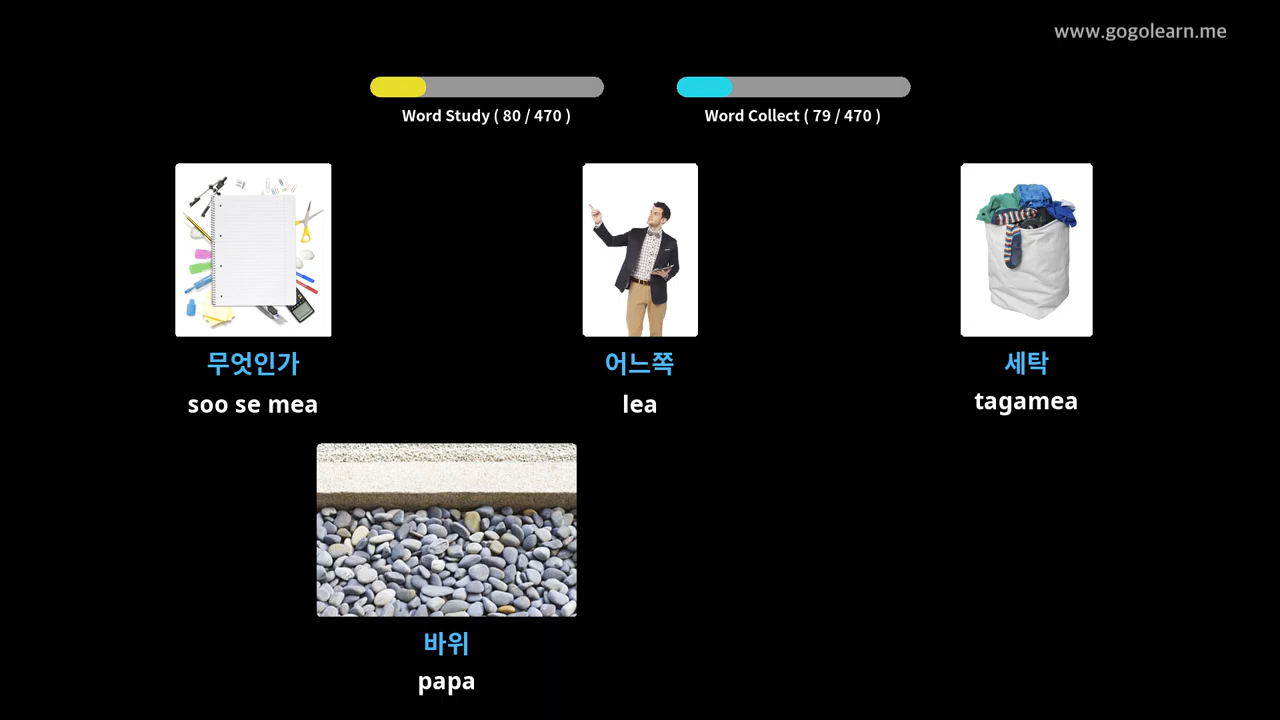 www.gogolearn.me
Word Study ( 80 / 470 )
Word Collect ( 79 / 470 )
무엇인가
soo se mea
어느쪽
lea
세탁
tagamea
바위
papa